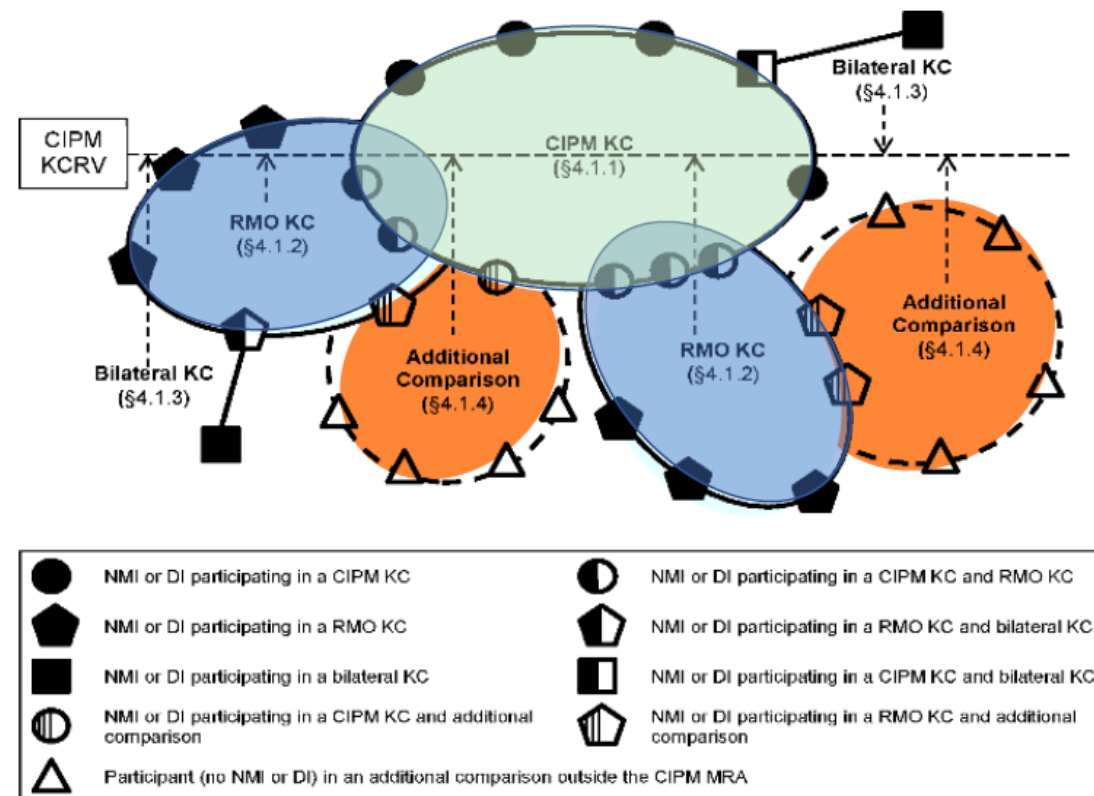 Bilateral KC
(§4.1.3)
CIPM
KCRV
CIPM KC
(§4.1.1)
RMO KC
(§4.1.2)
Additional
Comparison
(§4.1.4)
Additional
Comparison
(§4.1.4)
RMO KC
(§4.1.2)
Bilateral KC
(§4.1.3)
NMI or DI participating in a CIPM KC
NMI or DI participating in a CIPM KC and RMO KC
NMI or DI participating in a RMO KC
NMI or DI participating in a RMO KC and bilateral KC
NMI or DI participating in a bilateral KC
NMI or DI participating in a CIPM KC and bilateral KC
NMI or DI participating in a CIPM KC and additional
comparison
NMI or DI participating in a RMO KC and additional
comparison
Participant (no NMI or DI) in an additional comparison outside the CIPM MRA